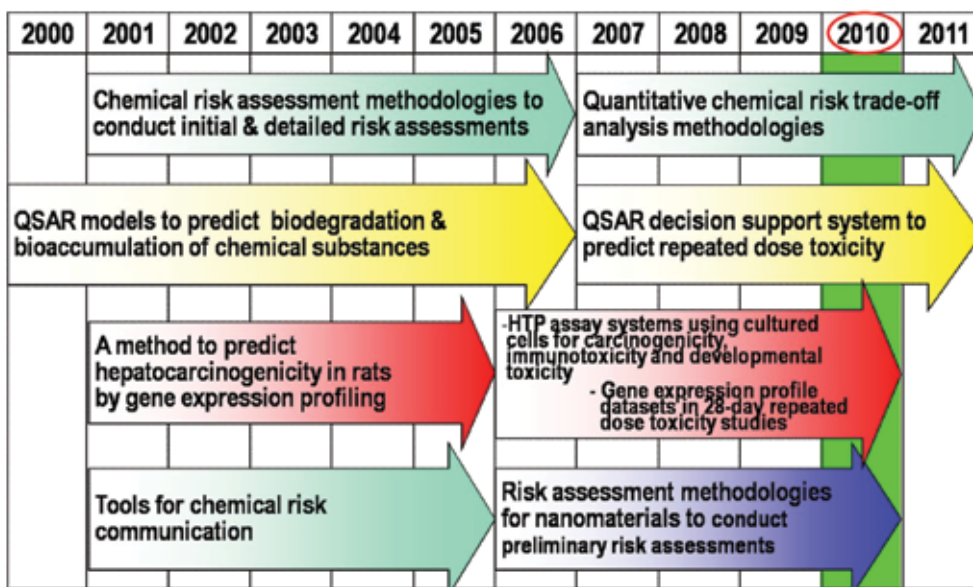 2000 2001 2002 2003 2004 2005 2006 2007 2008 2009 2010 2011
Chemical risk assessment methodologies to
conduct initial & detailed risk assessments
Quantitative chemical risk trade-off
analysis methodologies
QSAR models to predict biodegradation &
bioaccumulation of chemical substances
QSAR decision support system to
predict repeated dose toxicity
A method to predict
hepatocarcinogenicity in rats
by gene expression profiling
-HTP assay systems using cultured
cells for carcinogenicity,
immunotoxicity and developmental
toxicity
- Gene expression profile
datasets in 28-day repeated
dose toxicity studies
Tools for chemical risk
communication
Risk assessment methodologies
for nanomaterials to conduct
preliminary risk assessments